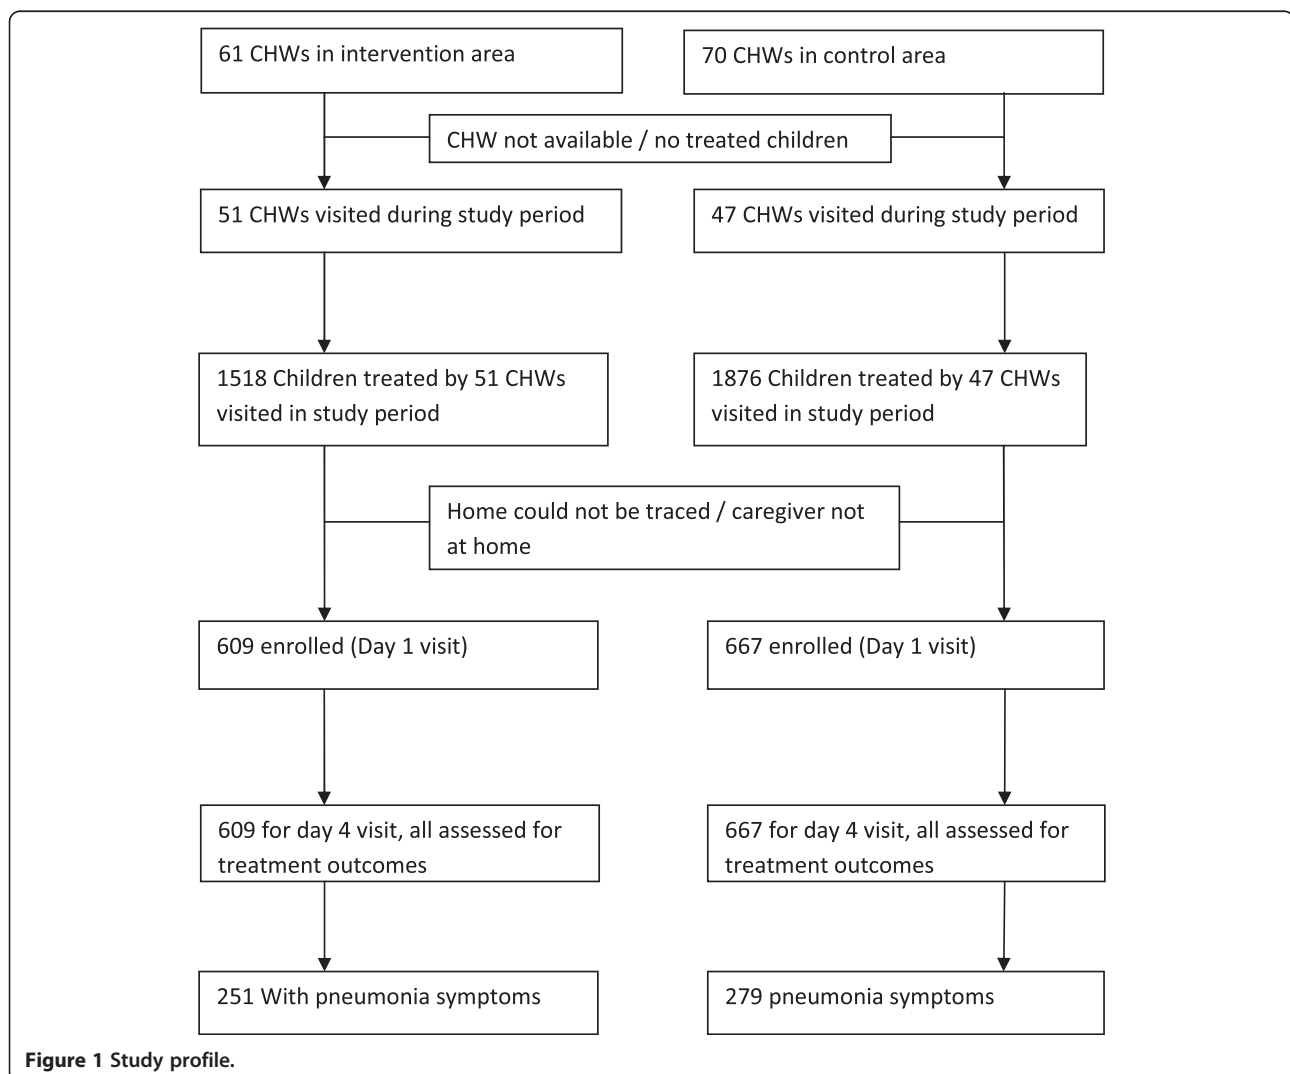 61 CHWs in intervention area
70 CHWs in control area
CHW not available / no treated children
51 CHWs visited during study period
47 CHWs visited during study period
1518 Children treated by 51 CHWs
visited in study period
1876 Children treated by 47 CHWs
visited in study period
Home could not be traced / caregiver not
at home
609 enrolled (Day 1 visit)
667 enrolled (Day 1 visit)
609 for day 4 visit, all assessed for
treatment outcomes
667 for day 4 visit, all assessed for
treatment outcomes
251 With pneumonia symptoms
279 pneumonia symptoms
Figure 1 Study profile.